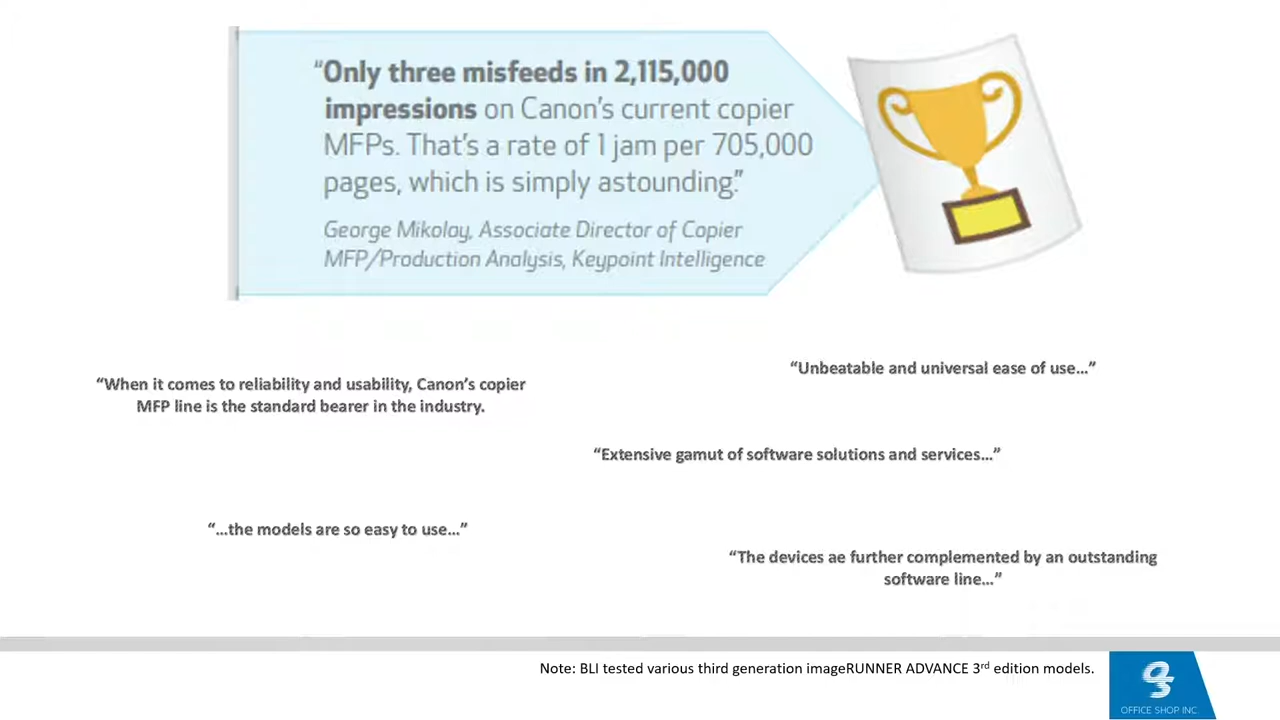 “Only three misfeeds in 2,115,000
impressions on Canon’s current copier
MFPs. That’s a rate of 1 jam per 705,000
pages, which is simply astounding.”
George Mikolay, Associate Director of Copier
MFP/Production Analysis, Keypoint Intelligence
“Unbeatable and universal ease of use…”
“When it comes to reliability and usability, Canon’s copier
MFP line is the standard bearer in the industry.
“Extensive gamut of software solutions and services…”
“…the models are so easy to use…”
“The devices ae further complemented by an outstanding
software line…”
Note: BLI tested various third generation imageRUNNER ADVANCE 3rd edition models.
OFFICE SHOP INC.